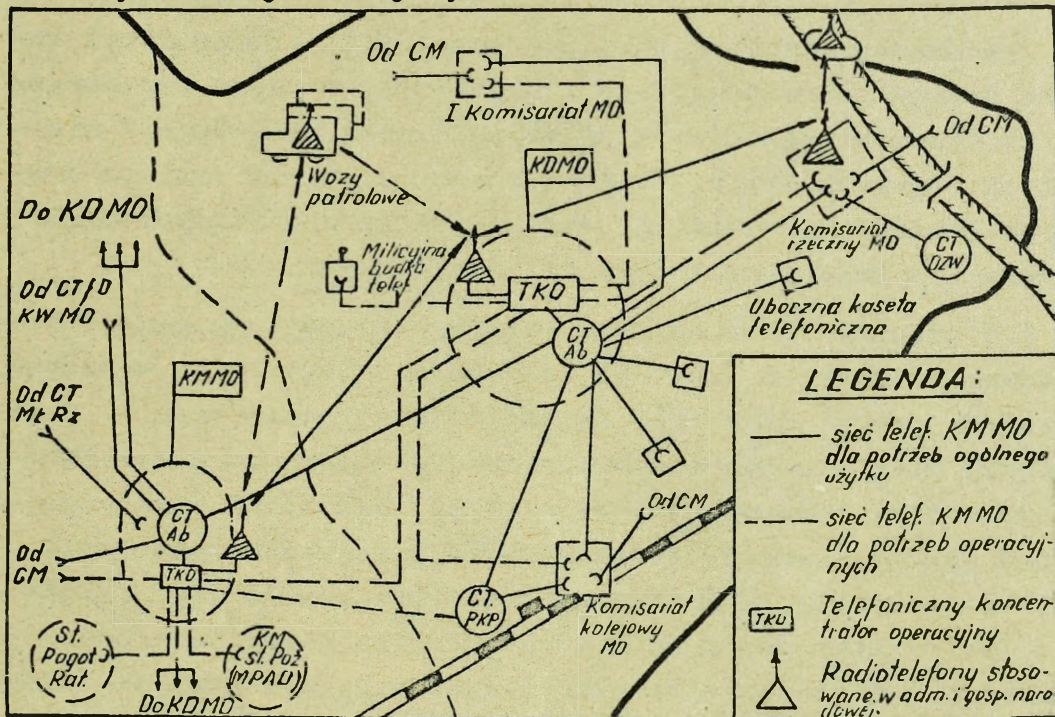 Od CM
I Komisariat MO
Od CM
KDMO
Wozy
patrolowe
Do KDMO
Komisariat
rzeczny MO
CT
DZW
Milicyjna
budka
telef
TKO
Od CT f D
KW MO
CT
Ab
Uboczna kaseta
telefoniczna
KMMO
Od CT
Mt Rz
CT
Ab
Od
CM
TKO
Od CM
CT.
PKP
Komisariat
kolejowy
MO
St.
Pogot
Rat.
KM
st. Poż
(MPAD)
Do KDMO
LEGENDA:
sieć telef. KM MO
dla potrzeb ogólnego
użytku
sieć telef. KM MO
dla potrzeb operacyj-
nych
TKO
Telefoniczny koncen-
trator operacyjny
Radiotelefony stoso-
wane w adm. i gosp. naro
dowej.